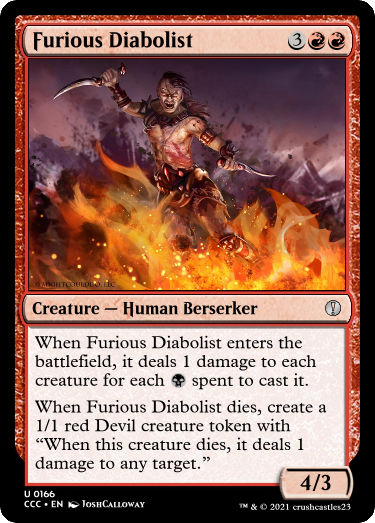 Furious Diabolist 3
© MIGHTCOULDDO, LLC
Creature — Human Berserker
When Furious Diabolist enters the
battlefield, it deals 1 damage to each
creature for each spent to cast it.
When Furious Diabolist dies, create a
1/1 red Devil creature token with
“When this creature dies, it deals 1
damage to any target.”
4/3
U 0166
CCC • EN JoshCalloway
™ & © 2021 crushcastles23